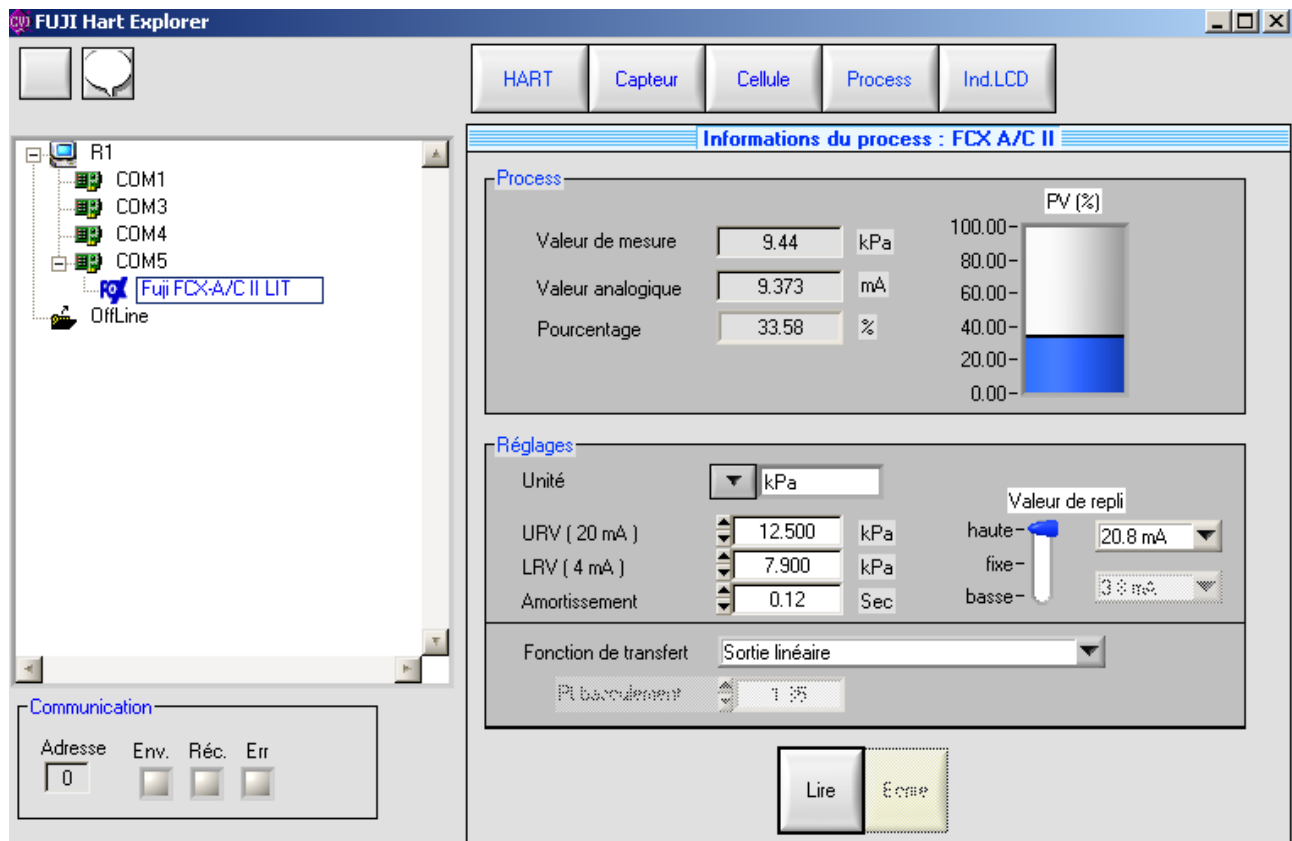 FUJI Hart Explorer
HART Capteur Cellule Process Ind.LCD
R1
COM1
COM3
COM4
COM5
Fuji FCX-A/C II LIT
OffLine
Communication
Adresse Env. Réc. Err
0
Informations du process : FCX A/C II
Process
Valeur de mesure 9.44 kPa
Valeur analogique 9.373 mA
Pourcentage 33.58 %
PV (%)
100.00
80.00
60.00
40.00
20.00
0.00
Réglages
Unité kPa
URV ( 20 mA ) 12.500 kPa
LRV ( 4 mA ) 7.900 kPa
Amortissement 0.12 Sec
Valeur de repli
haute 20.8 mA
fixe
basse mA
Fonction de transfert Sortie linéaire
Pt basculement
Lire